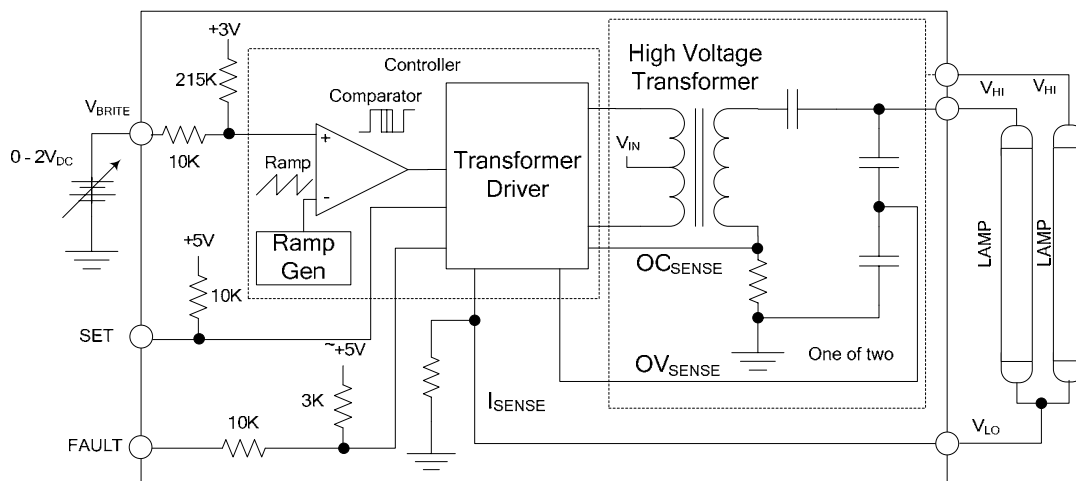 +3V
215K
V_BRITE
0 - 2V_DC
10K
Controller
Comparator
+
-
Ramp
Ramp
Gen
Transformer
Driver
High Voltage
Transformer
V_IN
V_HI
V_HI
LAMP
LAMP
+5V
10K
SET
~+5V
3K
FAULT
10K
I_SENSE
OC_SENSE
OV_SENSE
One of two
V_LO